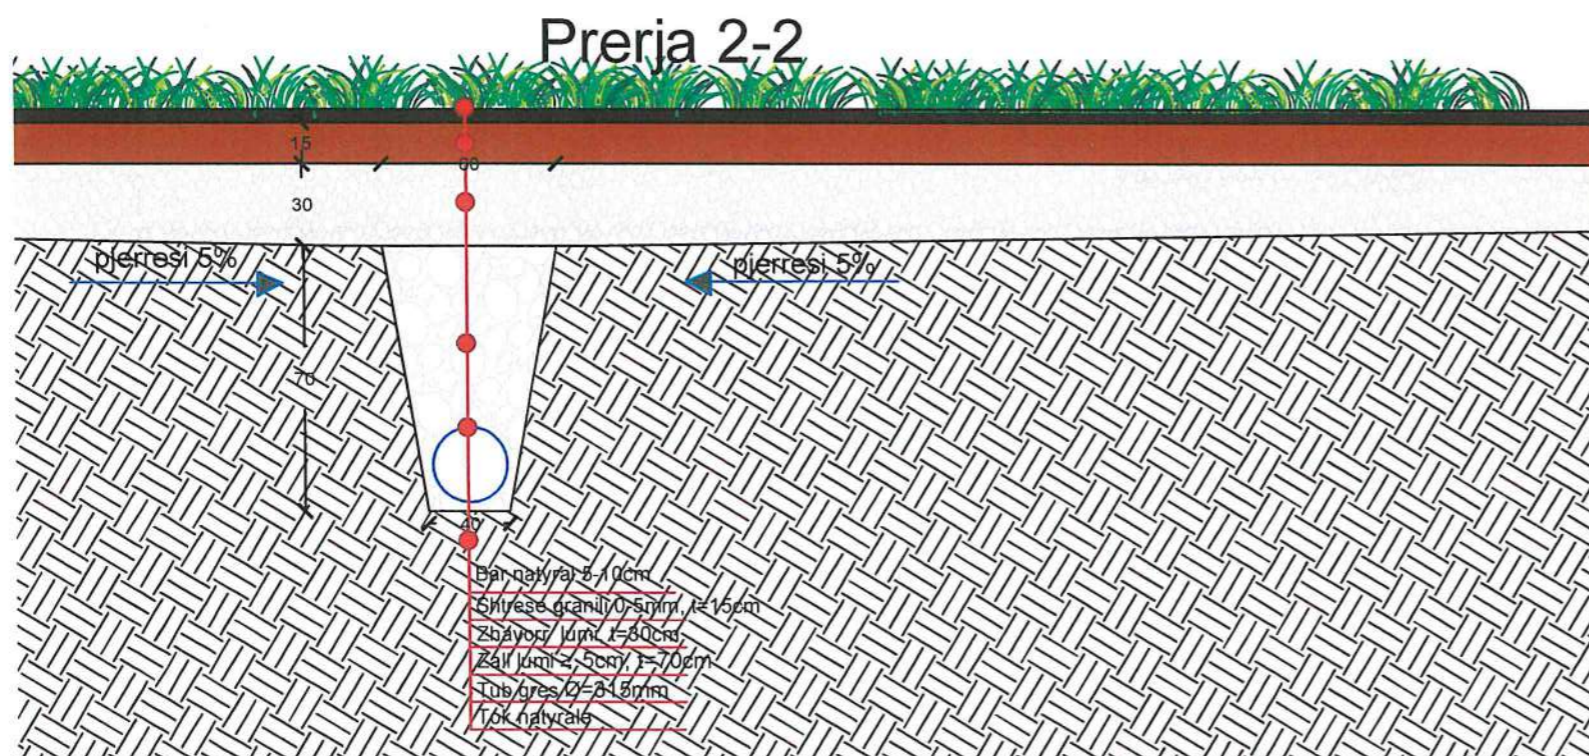 Prerja 2-2
15
60
30
pjerresi 5%
pjerresi 5%
70
40
Bar natyral 5-10cm
Shtrese granili 0-5mm, t=15cm
Zhavorr lumi, t=30cm
Zall lumi 2-5cm, t=70cm
Tub gres Ø=315mm
Tok natyrale